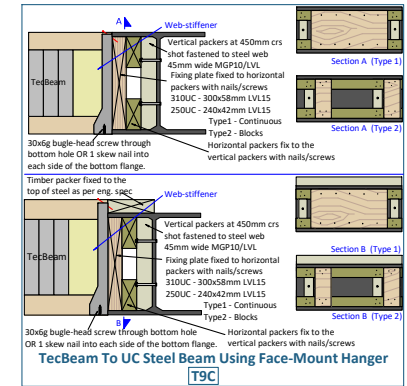 A
Web-stiffener
Vertical packers at 450mm crs
shot fastened to steel web
45mm wide MGP10/LVL
Fixing plate fixed to horizontal
packers with nails/screws
310UC - 300x58mm LVL15
250UC - 240x42mm LVL15
Type1 - Continuous
Type2 - Blocks
TecBeam
30x6g bugle-head screw through
bottom hole OR 1 skew nail into
each side of the bottom flange.
Horizontal packers fix to the
vertical packers with nails/screws
Section A (Type 1)
Section A (Type 2)
Timber packer fixed to the
top of steel as per eng. spec
Web-stiffener
Vertical packers at 450mm crs
shot fastened to steel web
45mm wide MGP10/LVL
Fixing plate fixed to horizontal
packers with nails/screws
310UC - 300x58mm LVL15
250UC - 240x42mm LVL15
Type1 - Continuous
Type2 - Blocks
TecBeam
B
30x6g bugle-head screw through bottom hole
OR 1 skew nail into each side of the bottom flange.
Horizontal packers fix to the
vertical packers with nails/screws
Section B (Type 1)
Section B (Type 2)
TecBeam To UC Steel Beam Using Face-Mount Hanger
T9C